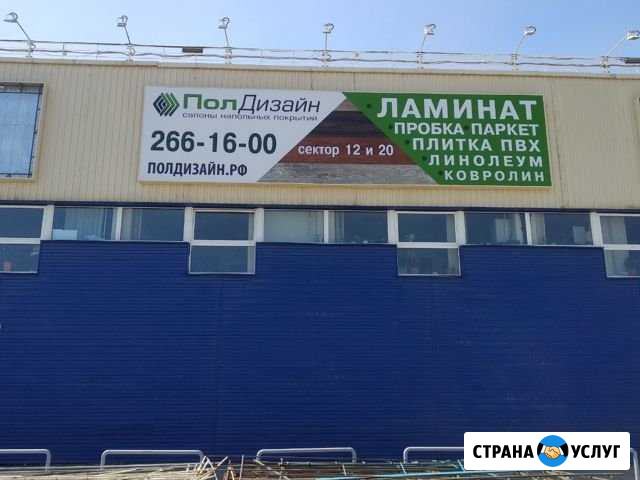 ПолДизайн
салоны напольных покрытий
266-16-00
ПОЛДИЗАЙН.РФ
сектор 12 и 20
• ЛАМИНАТ
• ПРОБКА • ПАРКЕТ
• ПЛИТКА ПВХ
• ЛИНОЛЕУМ
• КОВРОЛИН
СТРАНА УСЛУГ